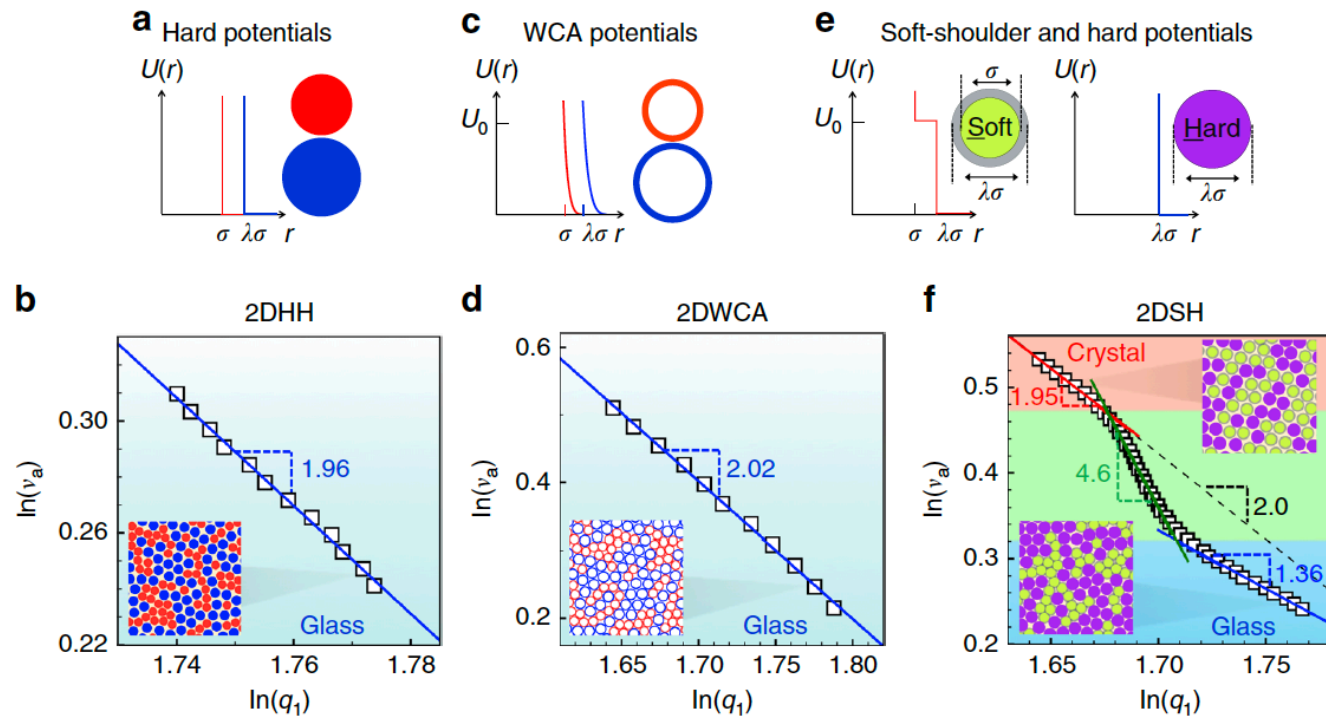 a Hard potentials
U(r)
σ λσ r
c WCA potentials
U(r)
U0
σ λσ r
e Soft-shoulder and hard potentials
U(r)
U0
σ
Soft
λσ
σ λσ r
U(r)
Hard
λσ
λσ r
b 2DHH
ln(νa)
0.30
0.26
0.22
1.96
Glass
1.74 1.76 1.78
ln(q1)
d 2DWCA
ln(νa)
0.6
0.4
0.2
2.02
Glass
1.65 1.70 1.75 1.80
ln(q1)
f 2DSH
ln(νa)
0.5
0.4
0.3
0.2
Crystal
1.95
4.6
2.0
1.36
Glass
1.65 1.70 1.75
ln(q1)